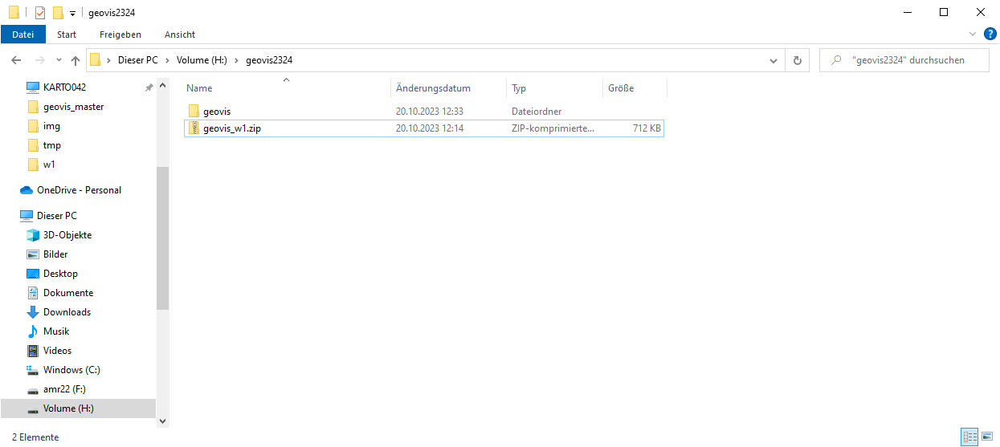 geovis2324
Datei Start Freigeben Ansicht
Dieser PC Volume (H:) geovis2324 "geovis2324" durchsuchen
KARTO042
geovis_master
img
tmp
w1
OneDrive - Personal
Dieser PC
3D-Objekte
Bilder
Desktop
Dokumente
Downloads
Musik
Videos
Windows (C:)
amr22 (F:)
Volume (H:)
Name Änderungsdatum Typ Größe
geovis 20.10.2023 12:33 Dateiordner
geovis_w1.zip 20.10.2023 12:14 ZIP-komprimierte... 712 KB
2 Elemente